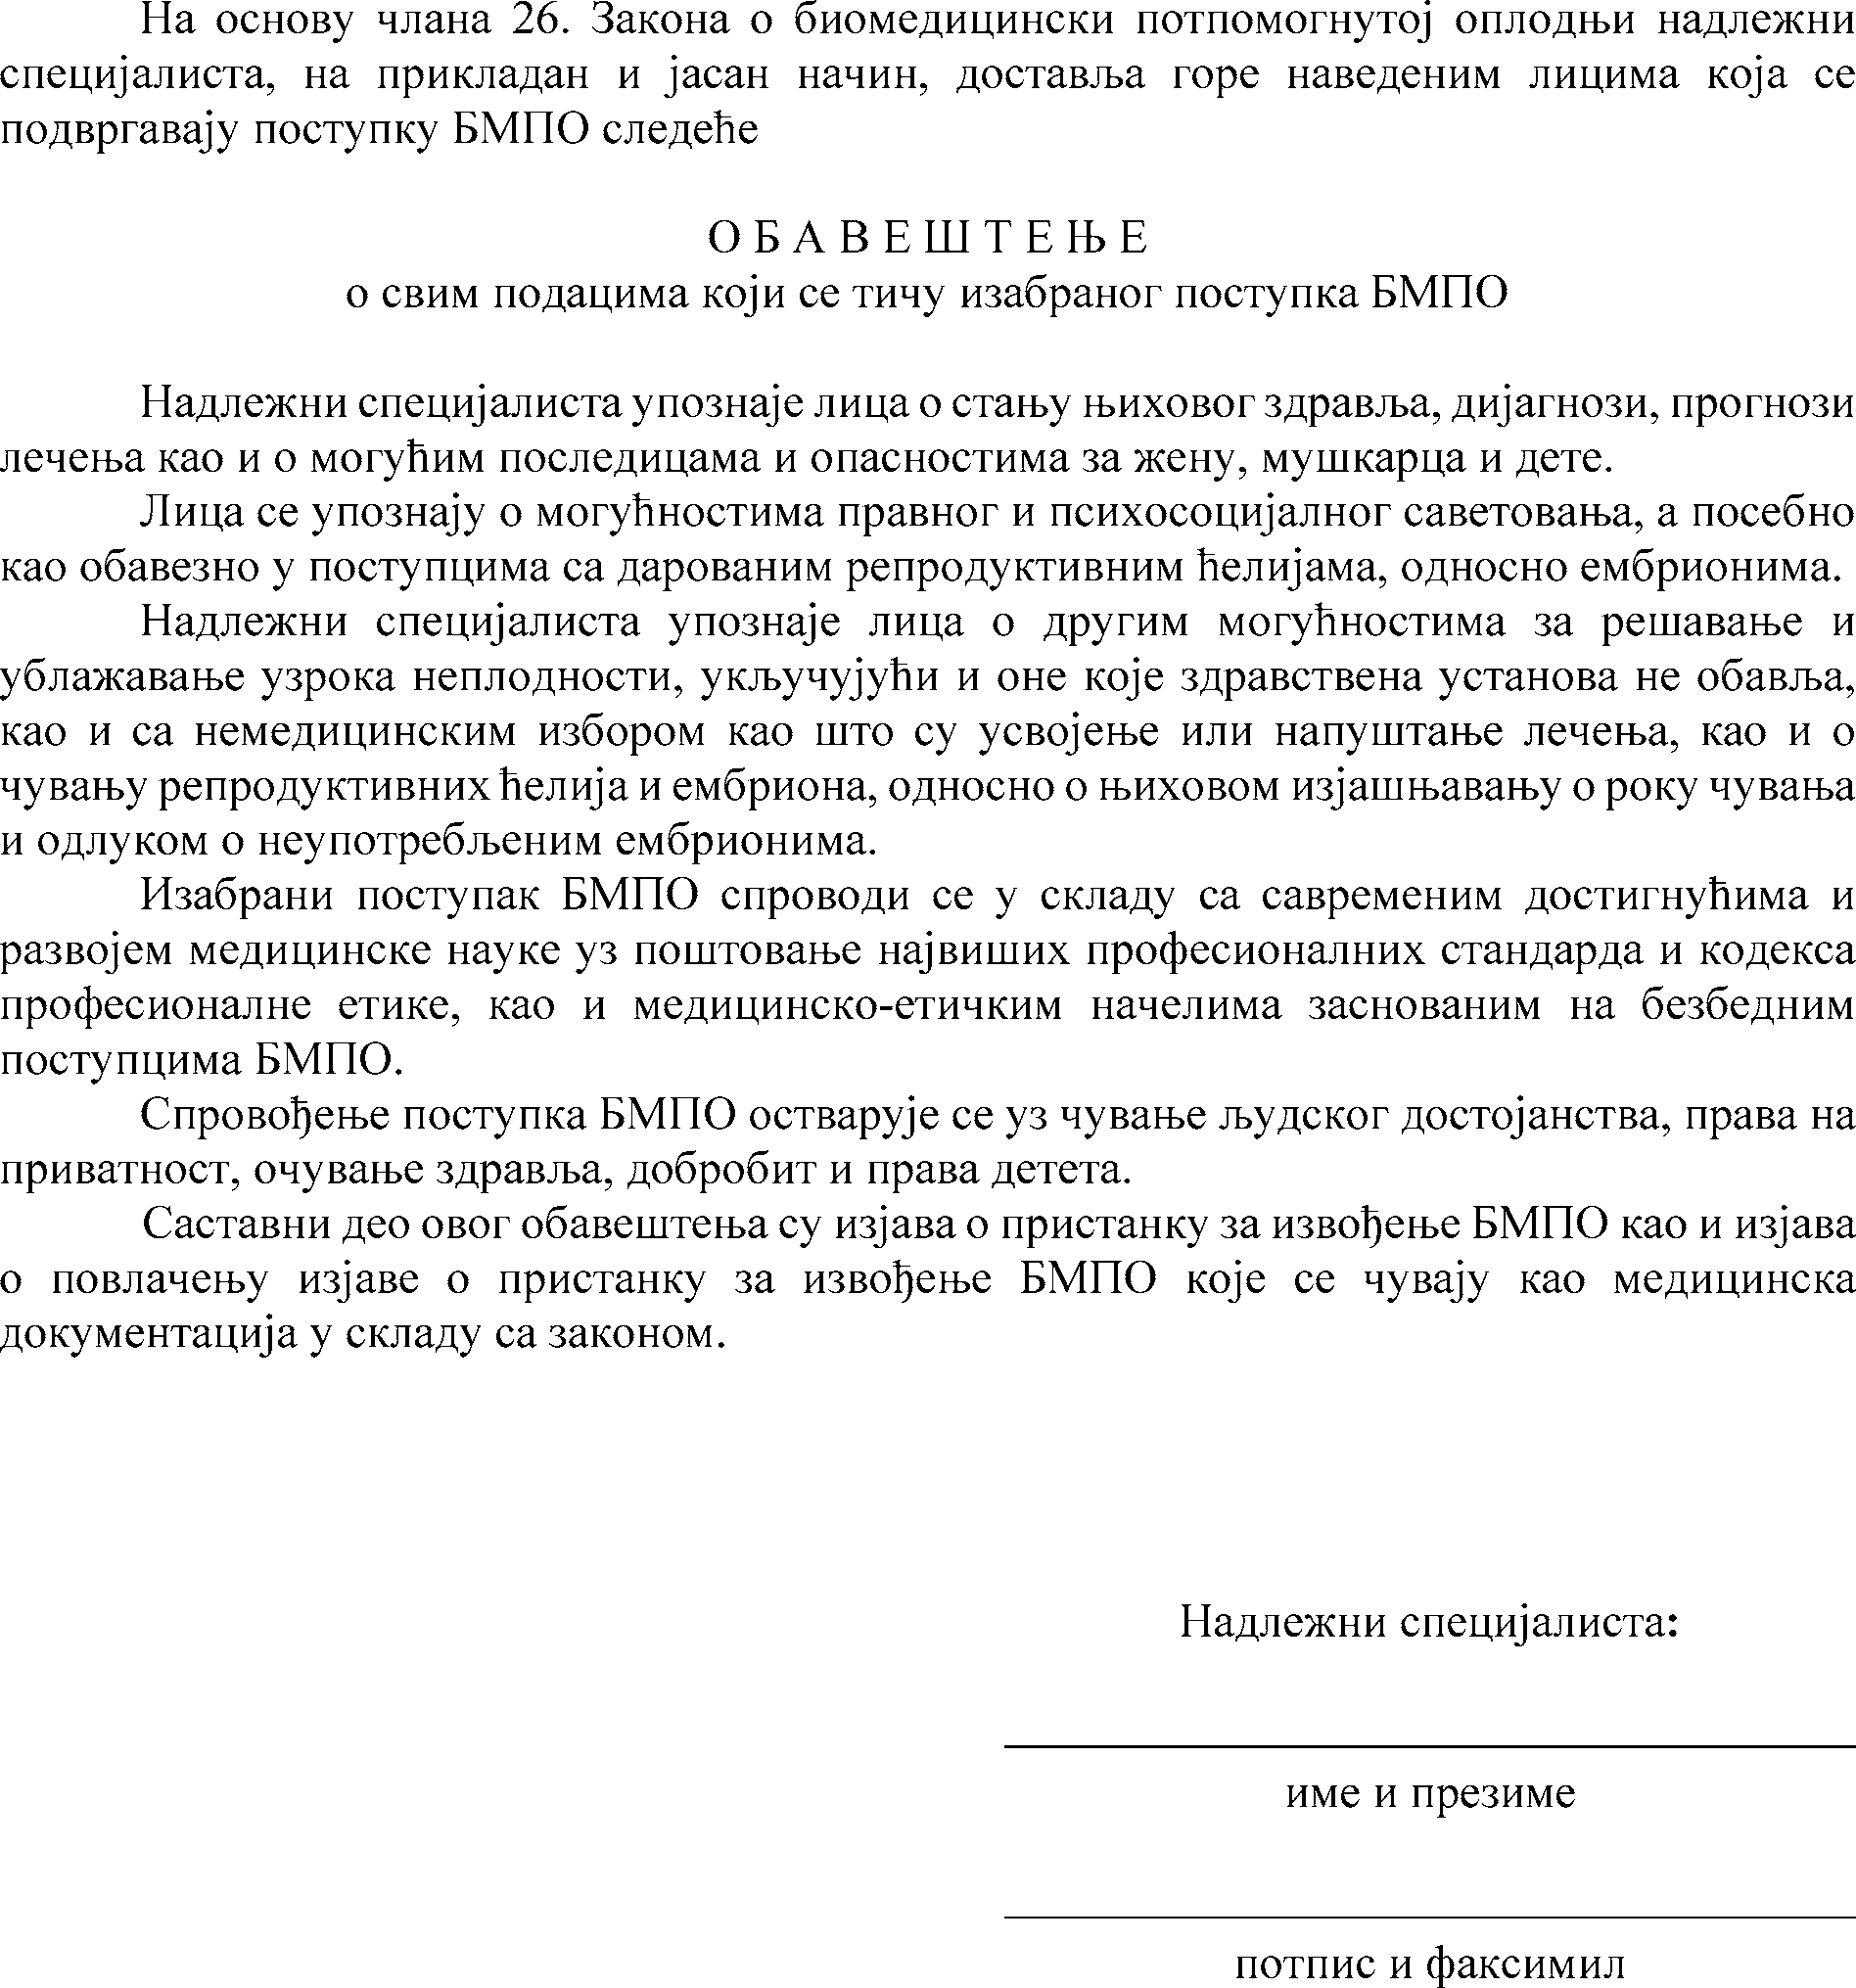 На основу члана 26. Закона о биомедицински потпомогнутој оплодњи надлежни
специјалиста, на прикладан и јасан начин, доставља горе наведеним лицима која се
подвргавају поступку БМПО следеће
О Б А В Е Ш Т Е Њ Е
о свим подацима који се тичу изабраног поступка БМПО
Надлежни специјалиста упознаје лица о стању њиховог здравља, дијагнози, прогнози
лечења као и о могућим последицама и опасностима за жену, мушкарца и дете.
Лица се упознају о могућностима правног и психосоцијалног саветовања, а посебно
као обавезно у поступцима са дарованим репродуктивним ћелијама, односно ембрионима.
Надлежни специјалиста упознаје лица о другим могућностима за решавање и
ублажавање узрока неплодности, укључујући и оне које здравствена установа не обавља,
као и са немедицинским избором као што су усвојење или напуштање лечења, као и о
чувању репродуктивних ћелија и ембриона, односно о њиховом изјашњавању о року чувања
и одлуком о неупотребљеним ембрионима.
Изабрани поступак БМПО спроводи се у складу са савременим достигнућима и
развојем медицинске науке уз поштовање највиших професионалних стандарда и кодекса
професионалне етике, као и медицинско-етичким начелима заснованим на безбедним
поступцима БМПО.
Спровођење поступка БМПО остварује се уз чување људског достојанства, права на
приватност, очување здравља, добробит и права детета.
Саставни део овог обавештења су изјава о пристанку за извођење БМПО као и изјава
о повлачењу изјаве о пристанку за извођење БМПО које се чувају као медицинска
документација у складу са законом.
Надлежни специјалиста:
име и презиме
потпис и факсимил